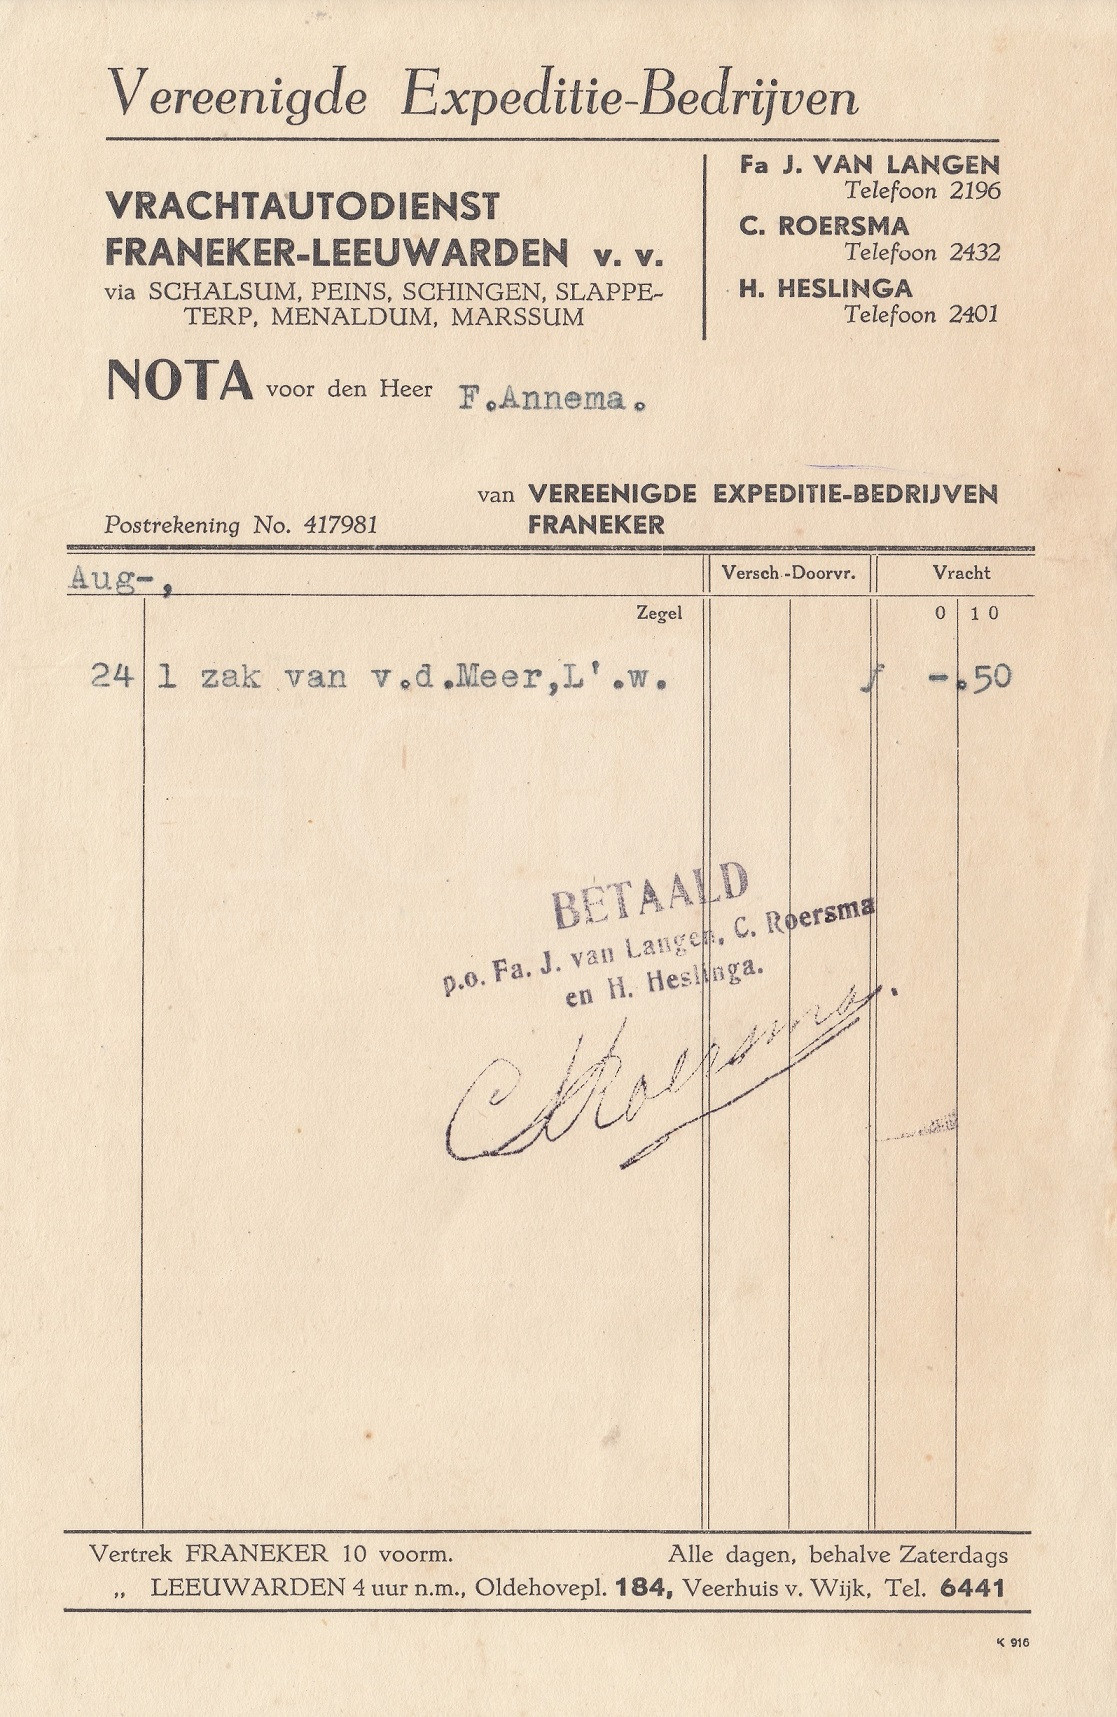 Vereenigde Expeditie-Bedrijven
VRACHTAUTODIENST
FRANEKER-LEEUWARDEN v. v.
via SCHALSUM, PEINS, SCHINGEN, SLAPPE-
TERP, MENALDUM, MARSSUM
Fa J. VAN LANGEN
Telefoon 2196
C. ROERSMA
Telefoon 2432
H. HESLINGA
Telefoon 2401
NOTA voor den Heer F.Annema.
van VEREENIGDE EXPEDITIE-BEDRIJVEN
Postrekening No. 417981 FRANEKER
Aug-, Versch.-Doorvr. Vracht
Zegel 0 10
24 1 zak van v.d.Meer,L'.w. ƒ -.50
BETAALD
p.o. Fa. J. van Langen, C. Roersma
en H. Heslinga.
C Roersma.
Vertrek FRANEKER 10 voorm. Alle dagen, behalve Zaterdags
„ LEEUWARDEN 4 uur n.m., Oldehovepl. 184, Veerhuis v. Wijk, Tel. 6441
K 916